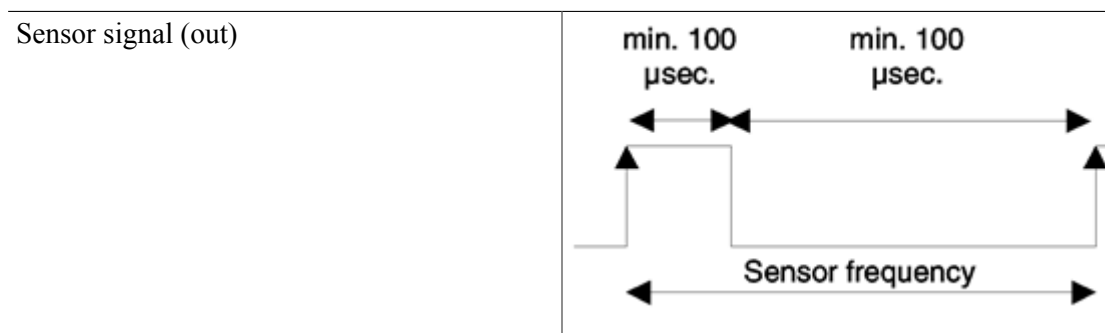 Sensor signal (out)
min. 100 min. 100
µsec. µsec.
Sensor frequency